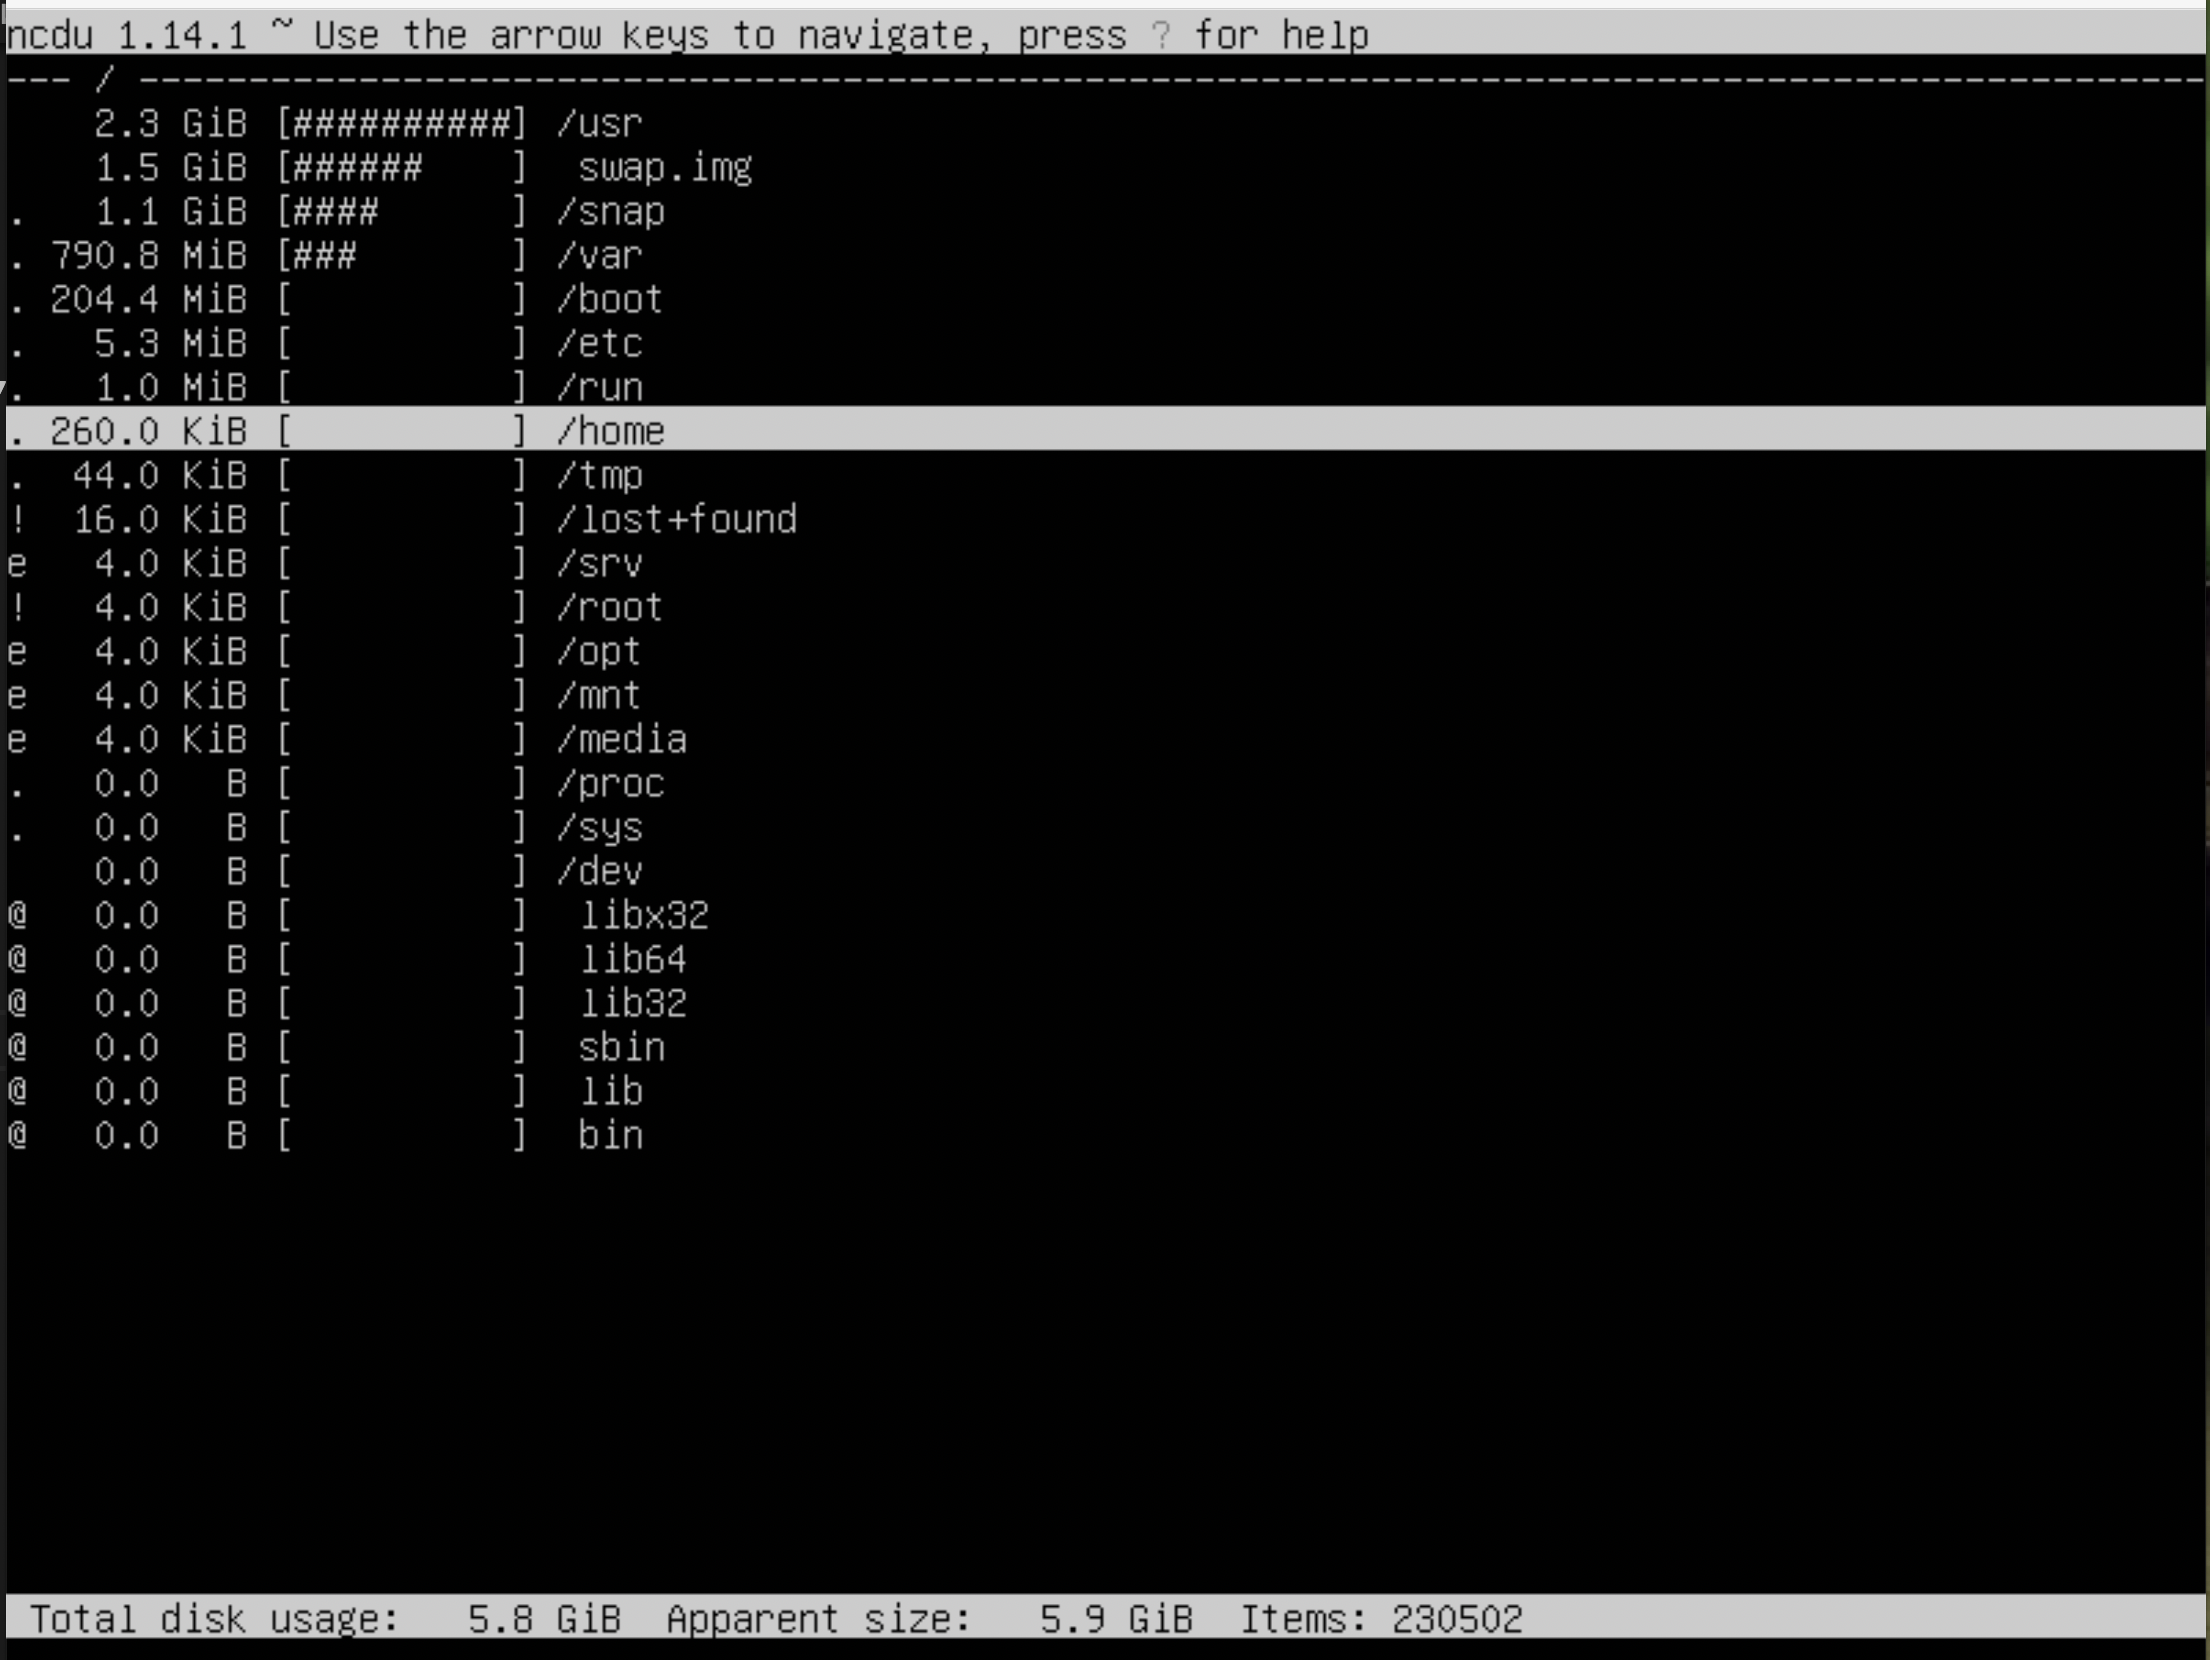 ncdu 1.14.1 ~ Use the arrow keys to navigate, press ? for help
--- / ----------------------------------------------------------------------------------------------
    2.3 GiB [##########] /usr
    1.5 GiB [######    ]  swap.img
.   1.1 GiB [####      ] /snap
. 790.8 MiB [###       ] /var
. 204.4 MiB [          ] /boot
.   5.3 MiB [          ] /etc
.   1.0 MiB [          ] /run
. 260.0 KiB [          ] /home
.  44.0 KiB [          ] /tmp
!  16.0 KiB [          ] /lost+found
e   4.0 KiB [          ] /srv
!   4.0 KiB [          ] /root
e   4.0 KiB [          ] /opt
e   4.0 KiB [          ] /mnt
e   4.0 KiB [          ] /media
.   0.0   B [          ] /proc
.   0.0   B [          ] /sys
    0.0   B [          ] /dev
@   0.0   B [          ]  libx32
@   0.0   B [          ]  lib64
@   0.0   B [          ]  lib32
@   0.0   B [          ]  sbin
@   0.0   B [          ]  lib
@   0.0   B [          ]  bin
Total disk usage:   5.8 GiB  Apparent size:   5.9 GiB  Items: 230502